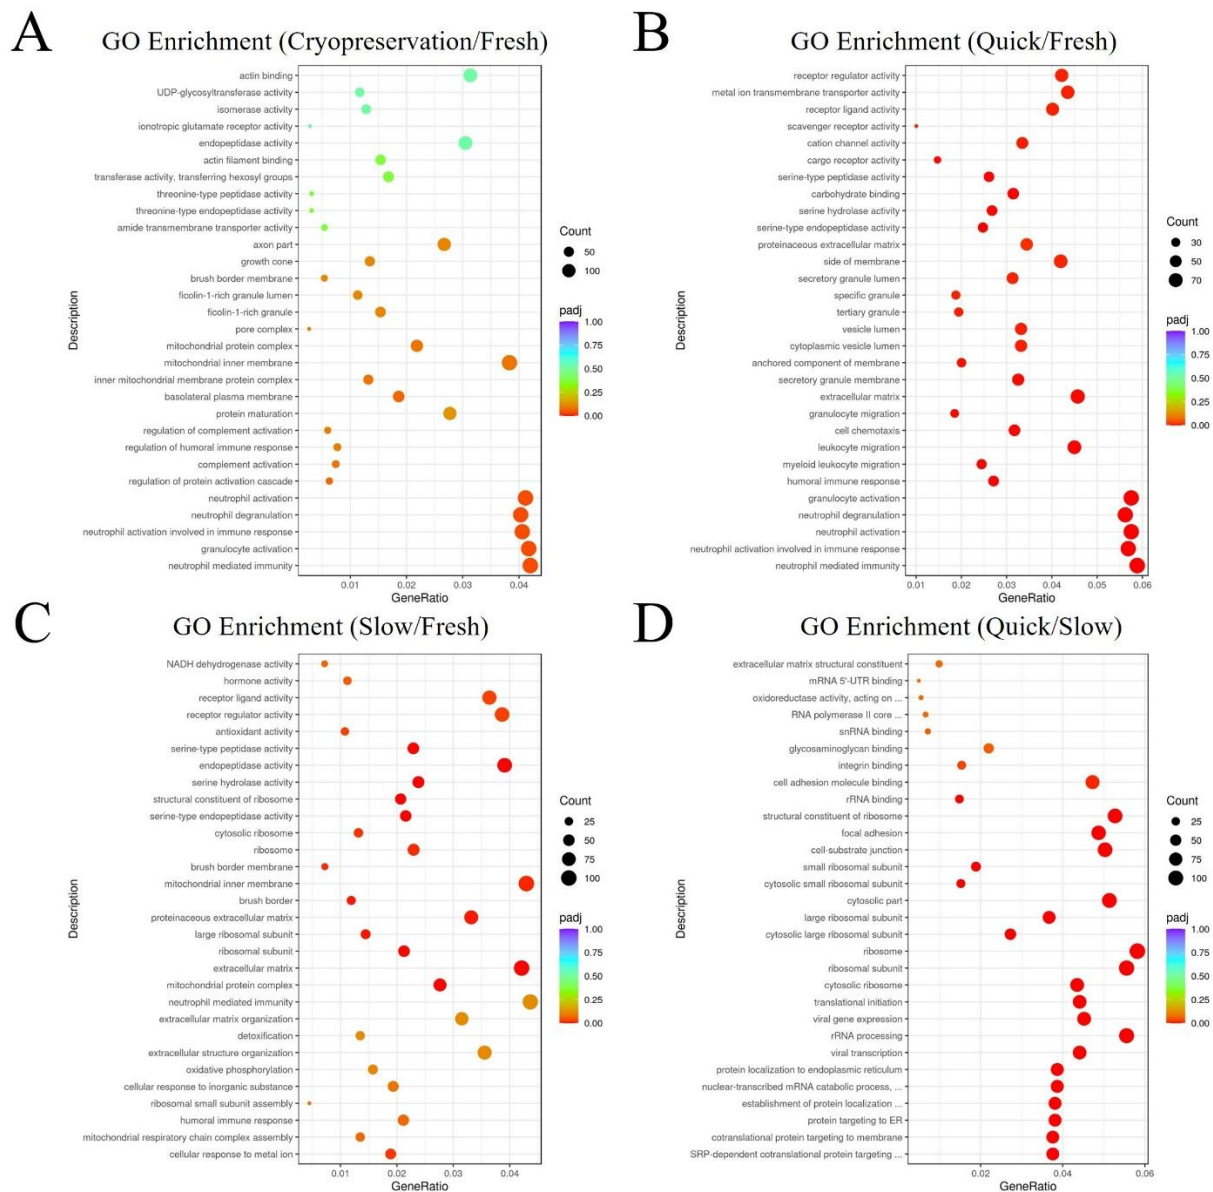 A
GO Enrichment (Cryopreservation/Fresh)
actin binding
UDP-glycosyltransferase activity
isomerase activity
ionotropic glutamate receptor activity
endopeptidase activity
actin filament binding
transferase activity, transferring hexosyl groups
threonine-type peptidase activity
threonine-type endopeptidase activity
amide transmembrane transporter activity
axon part
growth cone
brush border membrane
ficolin-1-rich granule lumen
ficolin-1-rich granule
pore complex
mitochondrial protein complex
mitochondrial inner membrane
inner mitochondrial membrane protein complex
basolateral plasma membrane
protein maturation
regulation of complement activation
regulation of humoral immune response
complement activation
regulation of protein activation cascade
neutrophil activation
neutrophil degranulation
neutrophil activation involved in immune response
granulocyte activation
neutrophil mediated immunity
Description
0.01 0.02 0.03 0.04
GeneRatio
Count
50
100
padj
1.00
0.75
0.50
0.25
0.00
B
GO Enrichment (Quick/Fresh)
receptor regulator activity
metal ion transmembrane transporter activity
receptor ligand activity
scavenger receptor activity
cation channel activity
cargo receptor activity
serine-type peptidase activity
carbohydrate binding
serine hydrolase activity
serine-type endopeptidase activity
proteinaceous extracellular matrix
side of membrane
secretory granule lumen
specific granule
tertiary granule
vesicle lumen
cytoplasmic vesicle lumen
anchored component of membrane
secretory granule membrane
extracellular matrix
granulocyte migration
cell chemotaxis
leukocyte migration
myeloid leukocyte migration
humoral immune response
granulocyte activation
neutrophil degranulation
neutrophil activation
neutrophil activation involved in immune response
neutrophil mediated immunity
Description
0.01 0.02 0.03 0.04 0.05 0.06
GeneRatio
Count
30
50
70
padj
1.00
0.75
0.50
0.25
0.00
C
GO Enrichment (Slow/Fresh)
NADH dehydrogenase activity
hormone activity
receptor ligand activity
receptor regulator activity
antioxidant activity
serine-type peptidase activity
endopeptidase activity
serine hydrolase activity
structural constituent of ribosome
serine-type endopeptidase activity
cytosolic ribosome
ribosome
brush border membrane
mitochondrial inner membrane
brush border
proteinaceous extracellular matrix
large ribosomal subunit
ribosomal subunit
extracellular matrix
mitochondrial protein complex
neutrophil mediated immunity
extracellular matrix organization
detoxification
extracellular structure organization
oxidative phosphorylation
cellular response to inorganic substance
ribosomal small subunit assembly
humoral immune response
mitochondrial respiratory chain complex assembly
cellular response to metal ion
Description
0.01 0.02 0.03 0.04
GeneRatio
Count
25
50
75
100
padj
1.00
0.75
0.50
0.25
0.00
D
GO Enrichment (Quick/Slow)
extracellular matrix structural constituent
mRNA 5'-UTR binding
oxidoreductase activity, acting on ...
RNA polymerase II core ...
snRNA binding
glycosaminoglycan binding
integrin binding
cell adhesion molecule binding
rRNA binding
structural constituent of ribosome
focal adhesion
cell-substrate junction
small ribosomal subunit
cytosolic small ribosomal subunit
cytosolic part
large ribosomal subunit
cytosolic large ribosomal subunit
ribosome
ribosomal subunit
cytosolic ribosome
translational initiation
viral gene expression
rRNA processing
viral transcription
protein localization to endoplasmic reticulum
nuclear-transcribed mRNA catabolic process, ...
establishment of protein localization ...
protein targeting to ER
cotranslational protein targeting to membrane
SRP-dependent cotranslational protein targeting ...
Description
0.02 0.04 0.06
GeneRatio
Count
25
50
75
100
padj
1.00
0.75
0.50
0.25
0.00